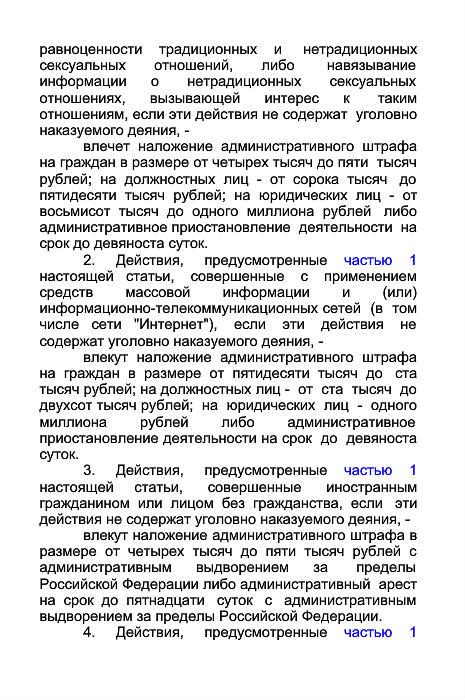 равноценности традиционных и нетрадиционных
сексуальных отношений, либо навязывание
информации о нетрадиционных сексуальных
отношениях, вызывающей интерес к таким
отношениям, если эти действия не содержат уголовно
наказуемого деяния, -
влечет наложение административного штрафа
на граждан в размере от четырех тысяч до пяти тысяч
рублей; на должностных лиц - от сорока тысяч до
пятидесяти тысяч рублей; на юридических лиц - от
восьмисот тысяч до одного миллиона рублей либо
административное приостановление деятельности на
срок до девяноста суток.
2. Действия, предусмотренные частью 1
настоящей статьи, совершенные с применением
средств массовой информации и (или)
информационно-телекоммуникационных сетей (в том
числе сети "Интернет"), если эти действия не
содержат уголовно наказуемого деяния, -
влекут наложение административного штрафа
на граждан в размере от пятидесяти тысяч до ста
тысяч рублей; на должностных лиц - от ста тысяч до
двухсот тысяч рублей; на юридических лиц - одного
миллиона рублей либо административное
приостановление деятельности на срок до девяноста
суток.
3. Действия, предусмотренные частью 1
настоящей статьи, совершенные иностранным
гражданином или лицом без гражданства, если эти
действия не содержат уголовно наказуемого деяния, -
влекут наложение административного штрафа в
размере от четырех тысяч до пяти тысяч рублей с
административным выдворением за пределы
Российской Федерации либо административный арест
на срок до пятнадцати суток с административным
выдворением за пределы Российской Федерации.
4. Действия, предусмотренные частью 1